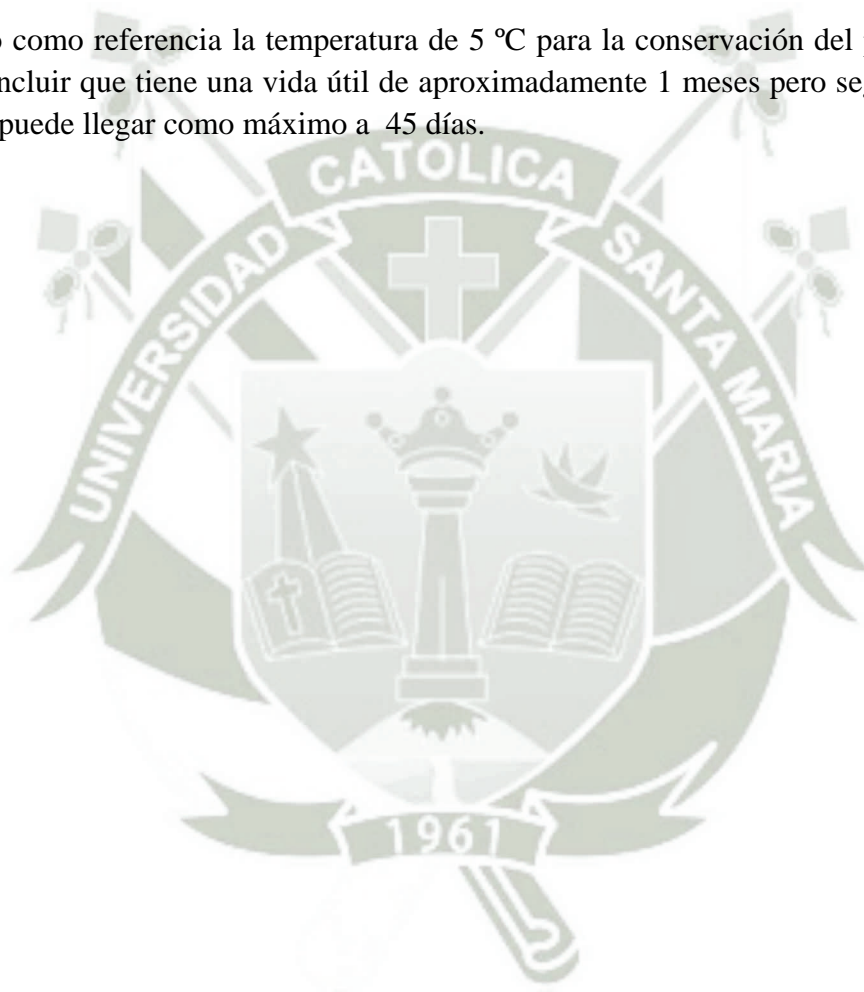 como referencia la temperatura de 5 ºC para la conservación del
ncluir que tiene una vida útil de aproximadamente 1 meses pero
puede llegar como máximo a  45 días.
CATOLICA
UNIVERSIDAD
SANTA MARIA
1961